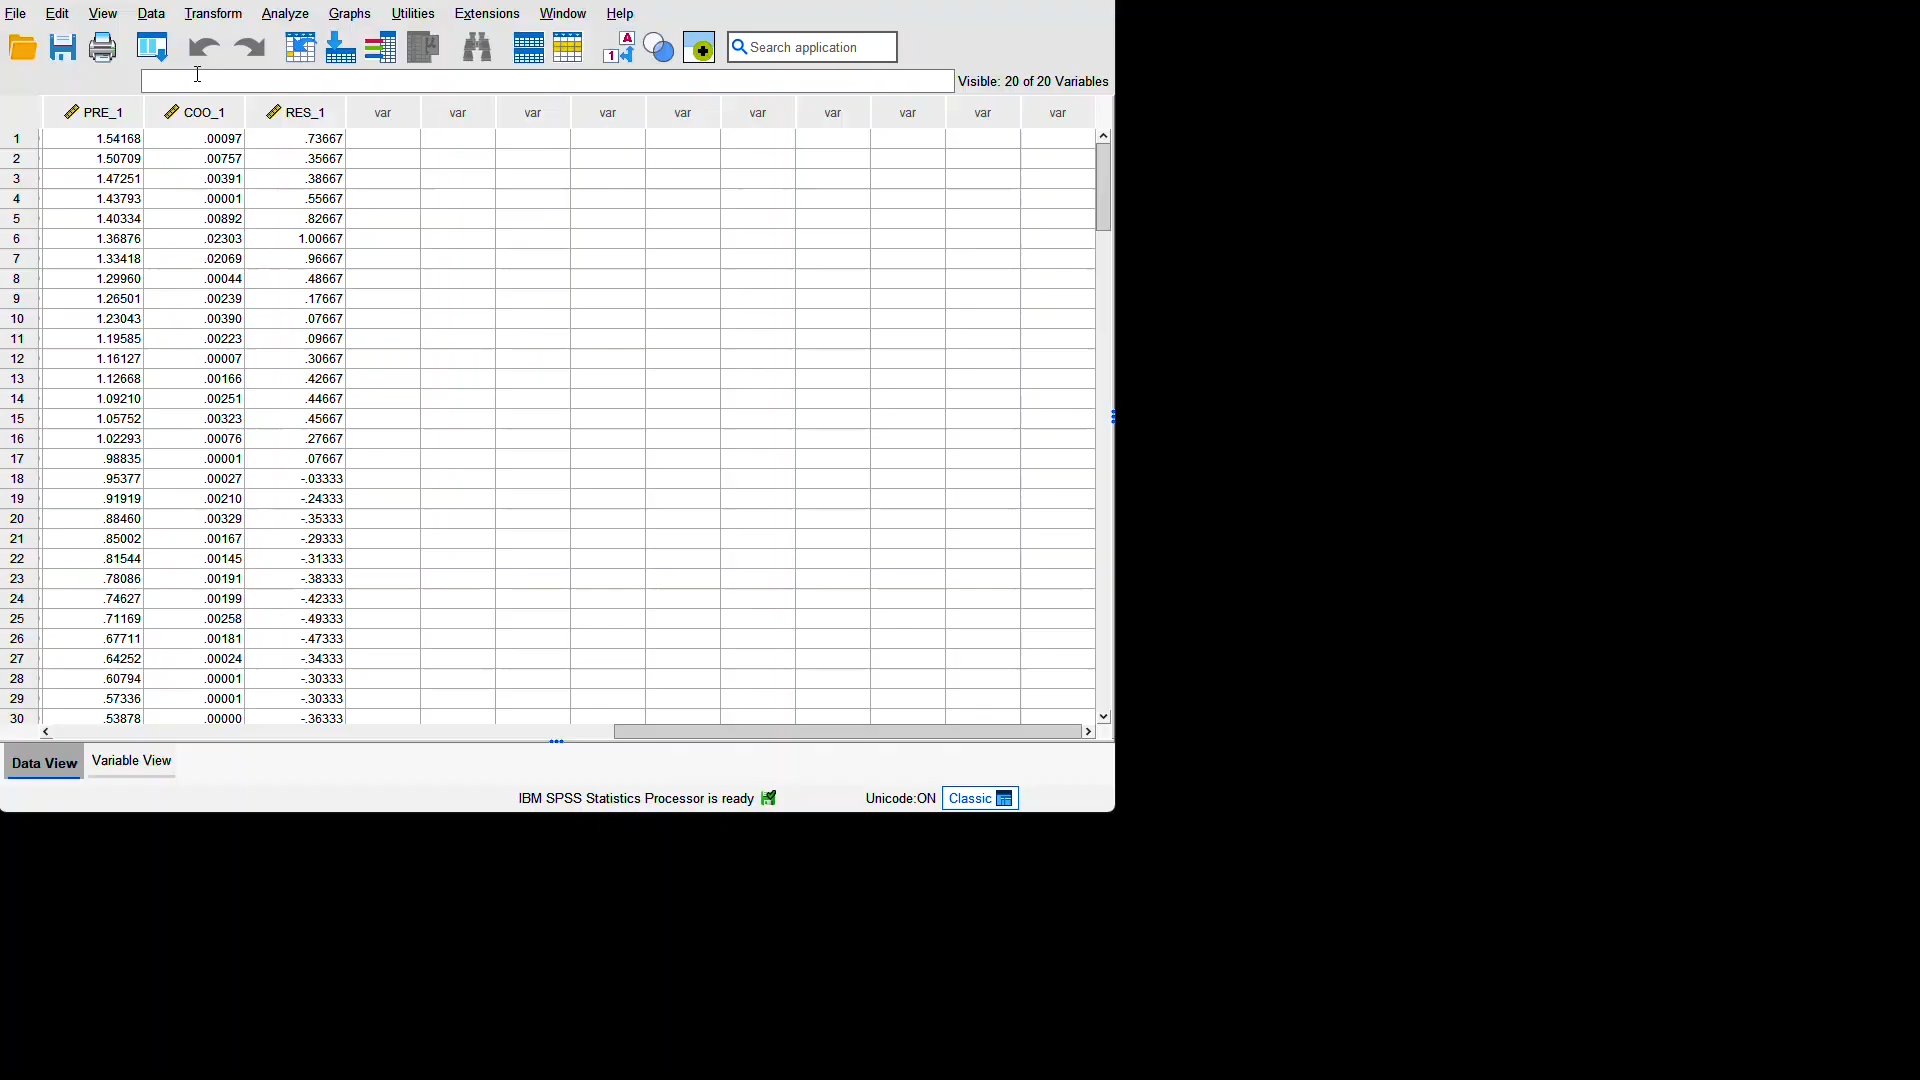 File Edit View Data Transform Analyze Graphs Utilities Extensions Window Help
1 A Search application
Visible: 20 of 20 Variables
PRE_1 COO_1 RES_1 var var var var var var var var var var
1 1.54168 .00097 .73667
2 1.50709 .00757 .35667
3 1.47251 .00391 .38667
4 1.43793 .00001 .55667
5 1.40334 .00892 .82667
6 1.36876 .02303 1.00667
7 1.33418 .02069 .96667
8 1.29960 .00044 .48667
9 1.26501 .00239 .17667
10 1.23043 .00390 .07667
11 1.19585 .00223 .09667
12 1.16127 .00007 .30667
13 1.12668 .00166 .42667
14 1.09210 .00251 .44667
15 1.05752 .00323 .45667
16 1.02293 .00076 .27667
17 .98835 .00001 .07667
18 .95377 .00027 -.03333
19 .91919 .00210 -.24333
20 .88460 .00329 -.35333
21 .85002 .00167 -.29333
22 .81544 .00145 -.31333
23 .78086 .00191 -.38333
24 .74627 .00199 -.42333
25 .71169 .00258 -.49333
26 .67711 .00181 -.47333
27 .64252 .00024 -.34333
28 .60794 .00001 -.30333
29 .57336 .00001 -.30333
30 .53878 .00000 -.36333
Data View Variable View
IBM SPSS Statistics Processor is ready Unicode:ON Classic